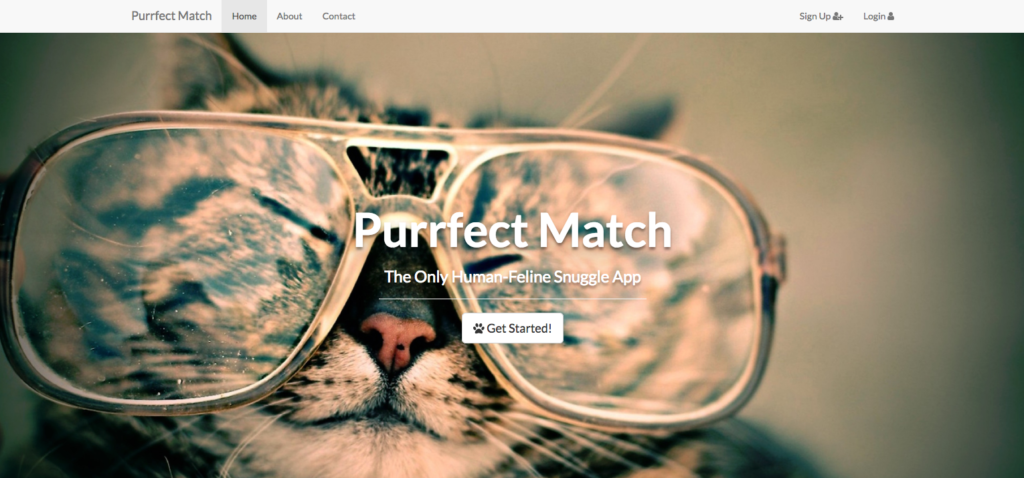 Purrfect Match Home About Contact Sign Up Login
Purrfect Match
The Only Human-Feline Snuggle App
Get Started!